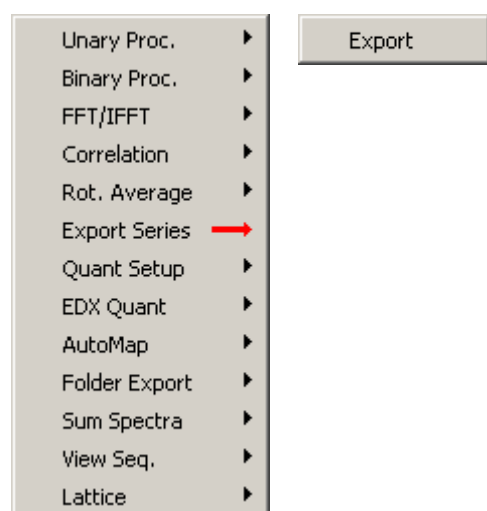 Unary Proc.
Binary Proc.
FFT/IFFT
Correlation
Rot. Average
Export Series
Quant Setup
EDX Quant
AutoMap
Folder Export
Sum Spectra
View Seq.
Lattice
Export